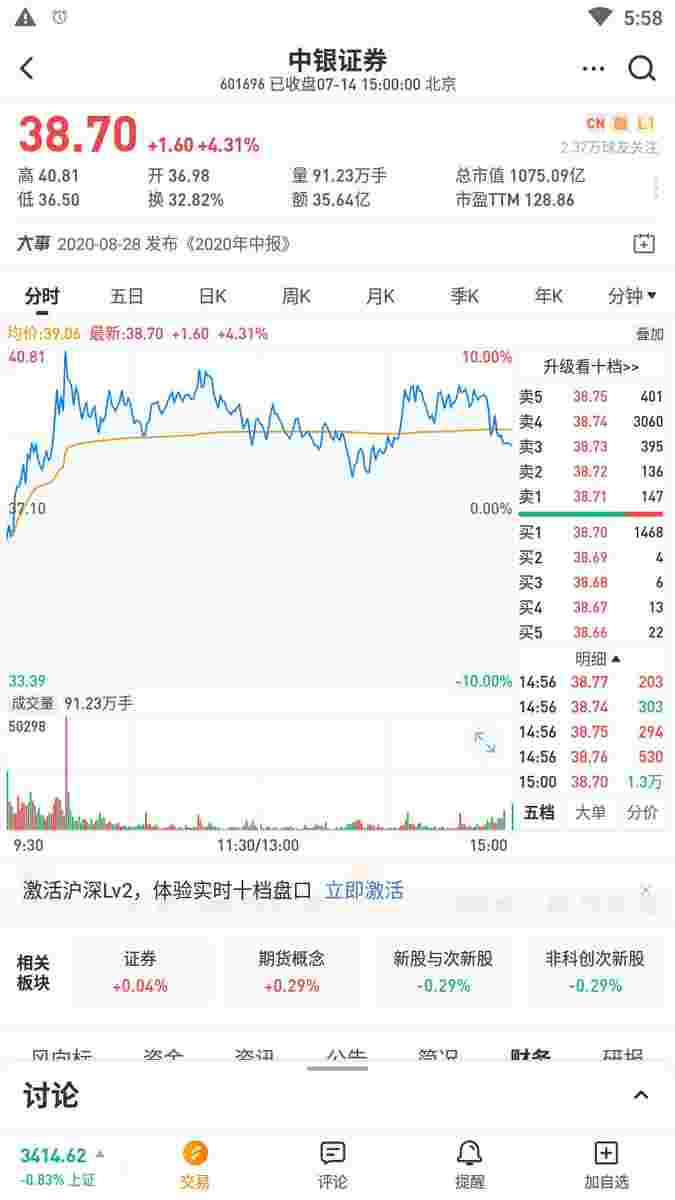 5:58
中银证券
601696 已收盘07-14 15:00:00 北京
38.70 +1.60 +4.31%
CN 融 L1
2.37万球友关注
高 40.81 开 36.98 量 91.23万手 总市值 1075.09亿
低 36.50 换 32.82% 额 35.64亿 市盈TTM 128.86
大事 2020-08-28 发布《2020年中报》
分时 五日 日K 周K 月K 季K 年K 分钟▼
均价:39.06 最新:38.70 +1.60 +4.31% 叠加
40.81 10.00%
37.10 0.00%
33.39 -10.00%
成交量 91.23万手
50298
9:30 11:30/13:00 15:00
升级看十档>>
卖5 38.75 401
卖4 38.74 3060
卖3 38.73 395
卖2 38.72 136
卖1 38.71 147
买1 38.70 1468
买2 38.69 4
买3 38.68 6
买4 38.67 13
买5 38.66 22
明细▲
14:56 38.77 203
14:56 38.74 303
14:56 38.75 294
14:56 38.76 530
15:00 38.70 1.3万
五档 大单 分价
激活沪深Lv2，体验实时十档盘口 立即激活 ×
相关板块
证券 期货概念 新股与次新股 非科创次新股
+0.04% +0.29% -0.29% -0.29%
风向标 资金 资讯 公告 简况 财务 研报
讨论
3414.62
-0.83% 上证
交易 评论 提醒 加自选